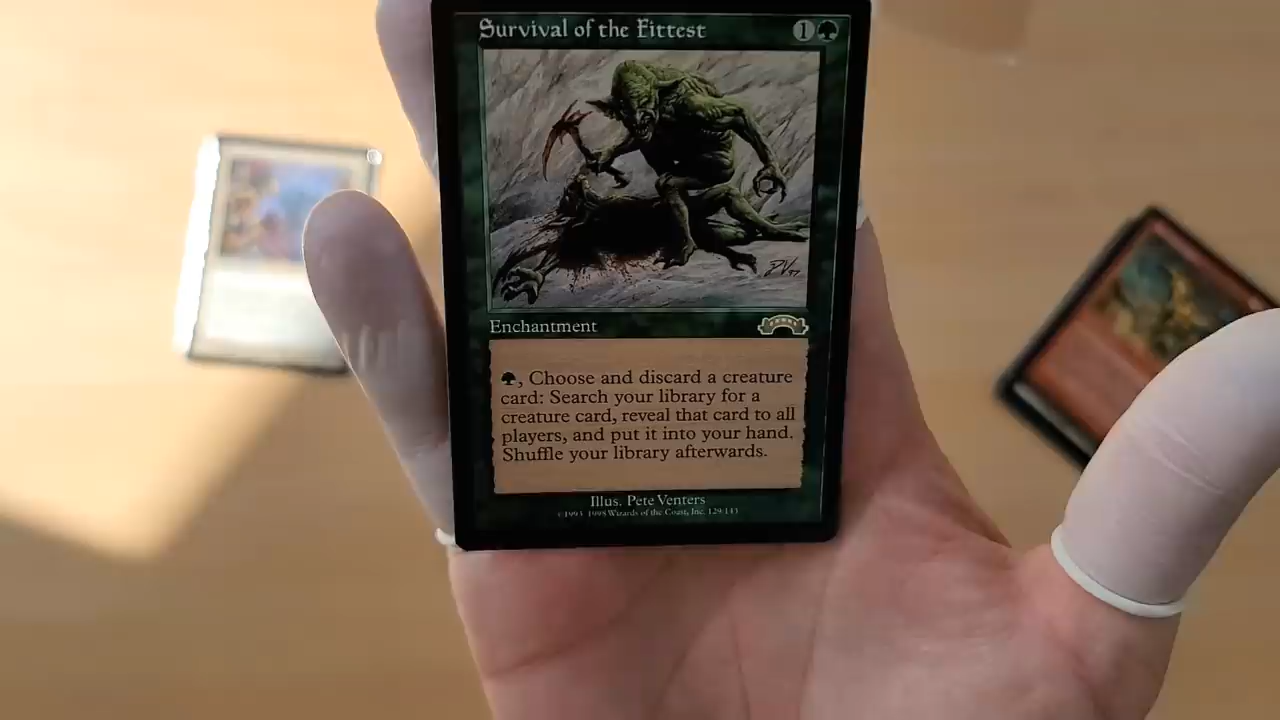 Survival of the Fittest 1
Enchantment
, Choose and discard a creature
card: Search your library for a
creature card, reveal that card to all
players, and put it into your hand.
Shuffle your library afterwards.
Illus. Pete Venters
©1993-1998 Wizards of the Coast, Inc. 129/143